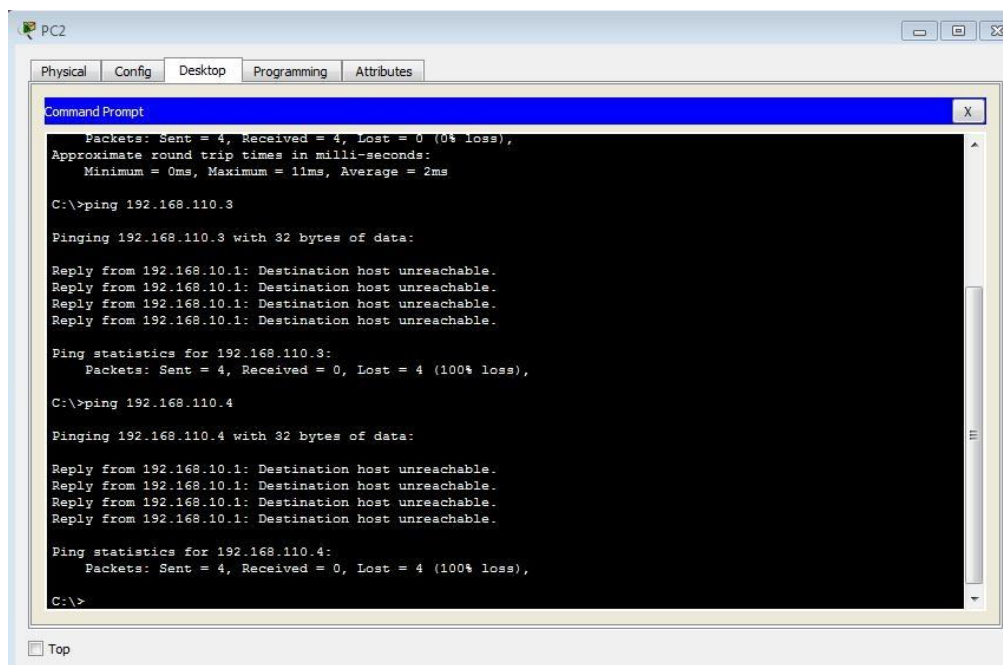 PC2
Physical Config Desktop Programming Attributes
Command Prompt
X
Packets: Sent = 4, Received = 4, Lost = 0 (0% loss),
Approximate round trip times in milli-seconds:
Minimum = 0ms, Maximum = 11ms, Average = 2ms
C:\>ping 192.168.110.3
Pinging 192.168.110.3 with 32 bytes of data:
Reply from 192.168.10.1: Destination host unreachable.
Reply from 192.168.10.1: Destination host unreachable.
Reply from 192.168.10.1: Destination host unreachable.
Reply from 192.168.10.1: Destination host unreachable.
Ping statistics for 192.168.110.3:
Packets: Sent = 4, Received = 0, Lost = 4 (100% loss),
C:\>ping 192.168.110.4
Pinging 192.168.110.4 with 32 bytes of data:
Reply from 192.168.10.1: Destination host unreachable.
Reply from 192.168.10.1: Destination host unreachable.
Reply from 192.168.10.1: Destination host unreachable.
Reply from 192.168.10.1: Destination host unreachable.
Ping statistics for 192.168.110.4:
Packets: Sent = 4, Received = 0, Lost = 4 (100% loss),
C:\>
Top